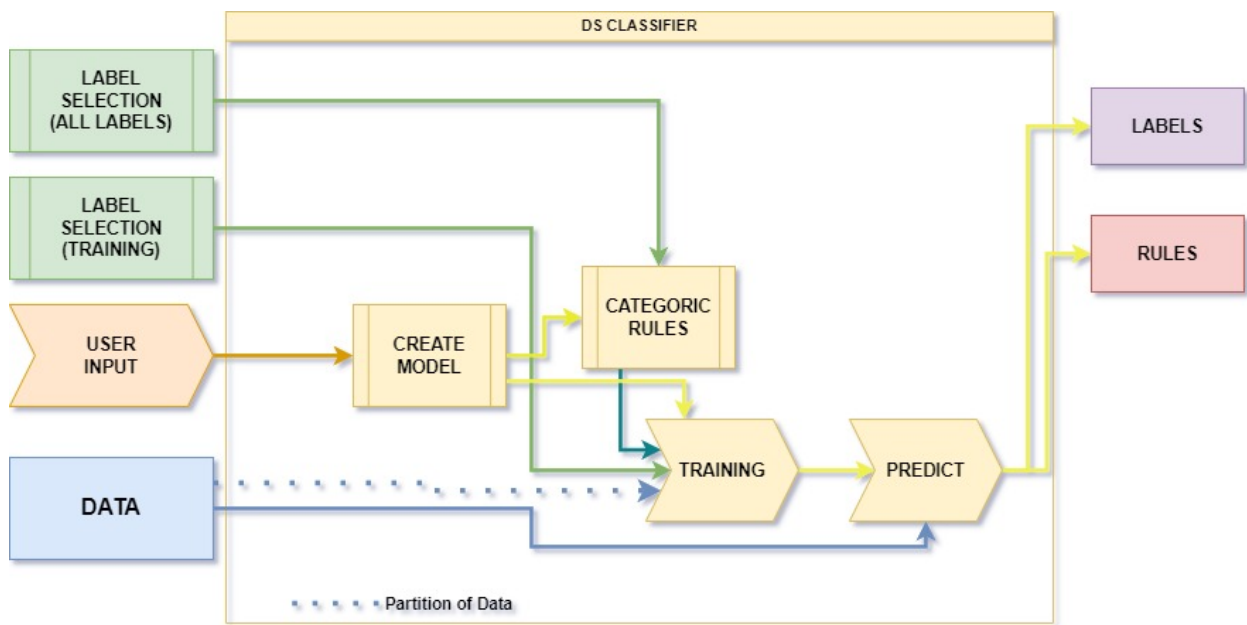 DS CLASSIFIER
LABEL
SELECTION
(ALL LABELS)
LABELS
LABEL
SELECTION
(TRAINING)
RULES
CATEGORIC
RULES
USER
INPUT
CREATE
MODEL
TRAINING
PREDICT
DATA
Partition of Data